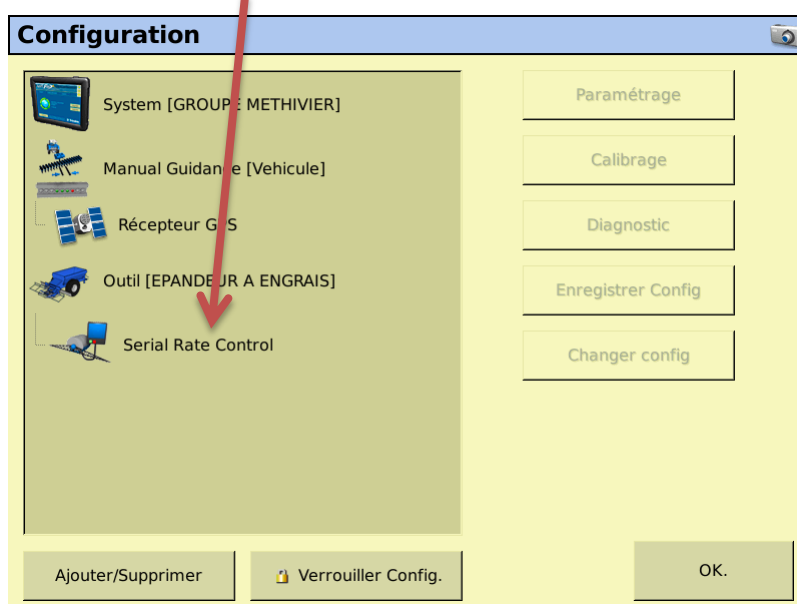 Configuration
System [GROUPE METHIVIER]
Manual Guidance [Vehicule]
Récepteur GPS
Outil [EPANDEUR A ENGRAIS]
Serial Rate Control
Paramétrage
Calibrage
Diagnostic
Enregistrer Config
Changer config
Ajouter/Supprimer
Verrouiller Config.
OK.